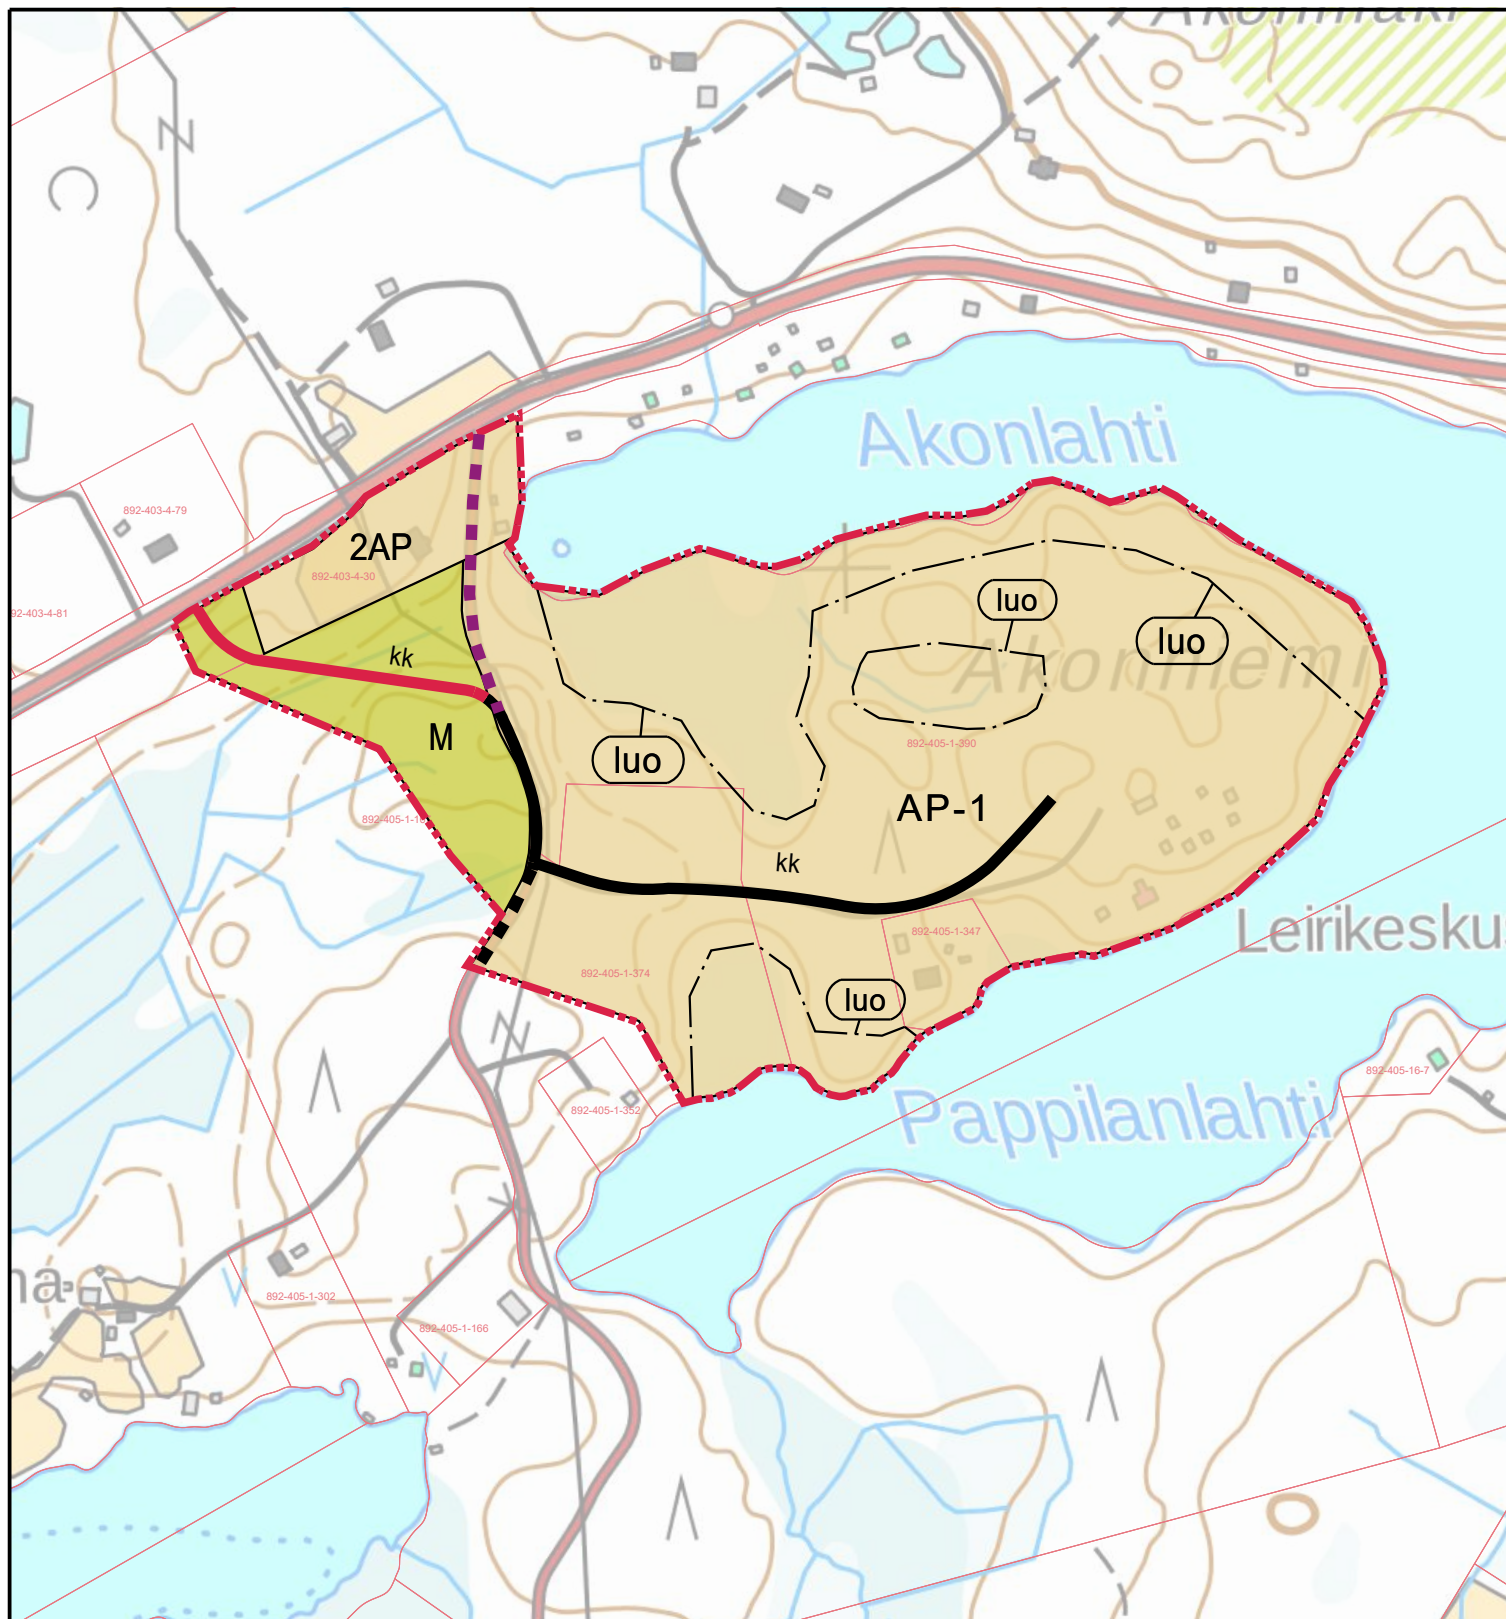 892-403-4-79
Akonlahti
2AP
892-403-4-30
luo
luo
kk
Akonniemi
M
luo
892-405-1-390
AP-1
kk
892-405-1-347
Leirikesku
892-405-1-374
luo
Pappilanlahti
892-405-16-7
892-405-1-352
892-405-1-302
892-405-1-166